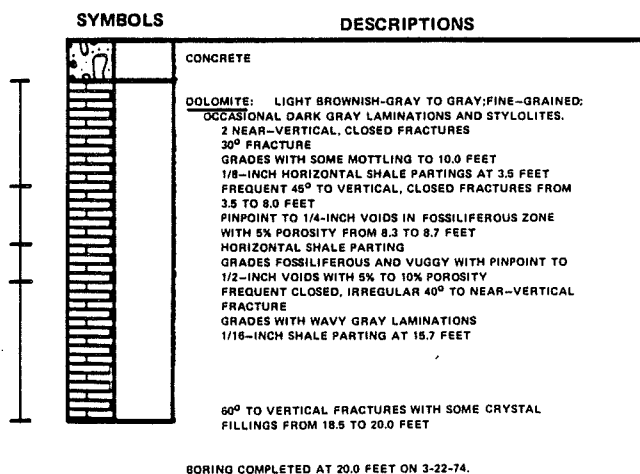 SYMBOLS DESCRIPTIONS
CONCRETE
DOLOMITE: LIGHT BROWNISH-GRAY TO GRAY;FINE-GRAINED;
OCCASIONAL DARK GRAY LAMINATIONS AND STYLOLITES.
2 NEAR-VERTICAL, CLOSED FRACTURES
30° FRACTURE
GRADES WITH SOME MOTTLING TO 10.0 FEET
1/8-INCH HORIZONTAL SHALE PARTINGS AT 3.5 FEET
FREQUENT 45° TO VERTICAL, CLOSED FRACTURES FROM
3.5 TO 8.0 FEET
PINPOINT TO 1/4-INCH VOIDS IN FOSSILIFEROUS ZONE
WITH 5% POROSITY FROM 8.3 TO 8.7 FEET
HORIZONTAL SHALE PARTING
GRADES FOSSILIFEROUS AND VUGGY WITH PINPOINT TO
1/2-INCH VOIDS WITH 5% TO 10% POROSITY
FREQUENT CLOSED, IRREGULAR 40° TO NEAR-VERTICAL
FRACTURE
GRADES WITH WAVY GRAY LAMINATIONS
1/16-INCH SHALE PARTING AT 15.7 FEET
60° TO VERTICAL FRACTURES WITH SOME CRYSTAL
FILLINGS FROM 18.5 TO 20.0 FEET
BORING COMPLETED AT 20.0 FEET ON 3-22-74.